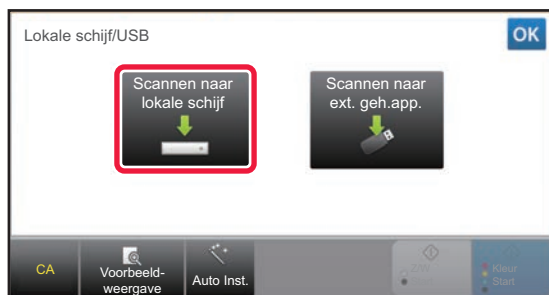 Lokale schijf/USB
OK
Scannen naar
lokale schijf
Scannen naar
ext. geh.app.
CA
Voorbeeld-
weergave
Auto Inst.
Z/W
Start
Kleur
Start